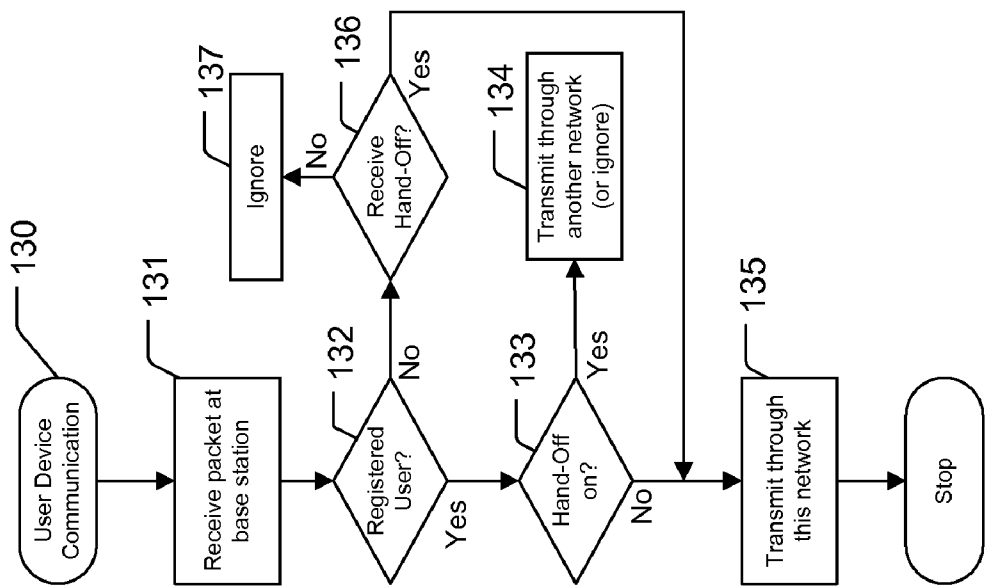 User Device
Communication
130
Receive packet at
base station
131
Registered
User?
132
No
Yes
Receive
Hand-Off?
136
No
Yes
Ignore
137
Hand-Off
on?
133
Yes
No
Transmit through
another network
(or ignore)
134
Transmit through
this network
135
Stop